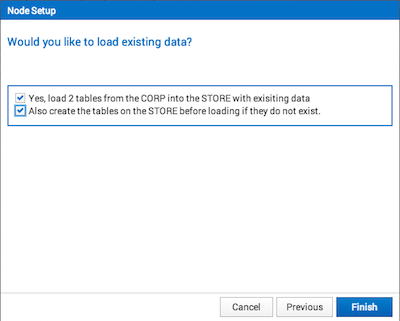 Node Setup
Would you like to load existing data?
Yes, load 2 tables from the CORP into the STORE with exisiting data
Also create the tables on the STORE before loading if they do not exist.
Cancel
Previous
Finish